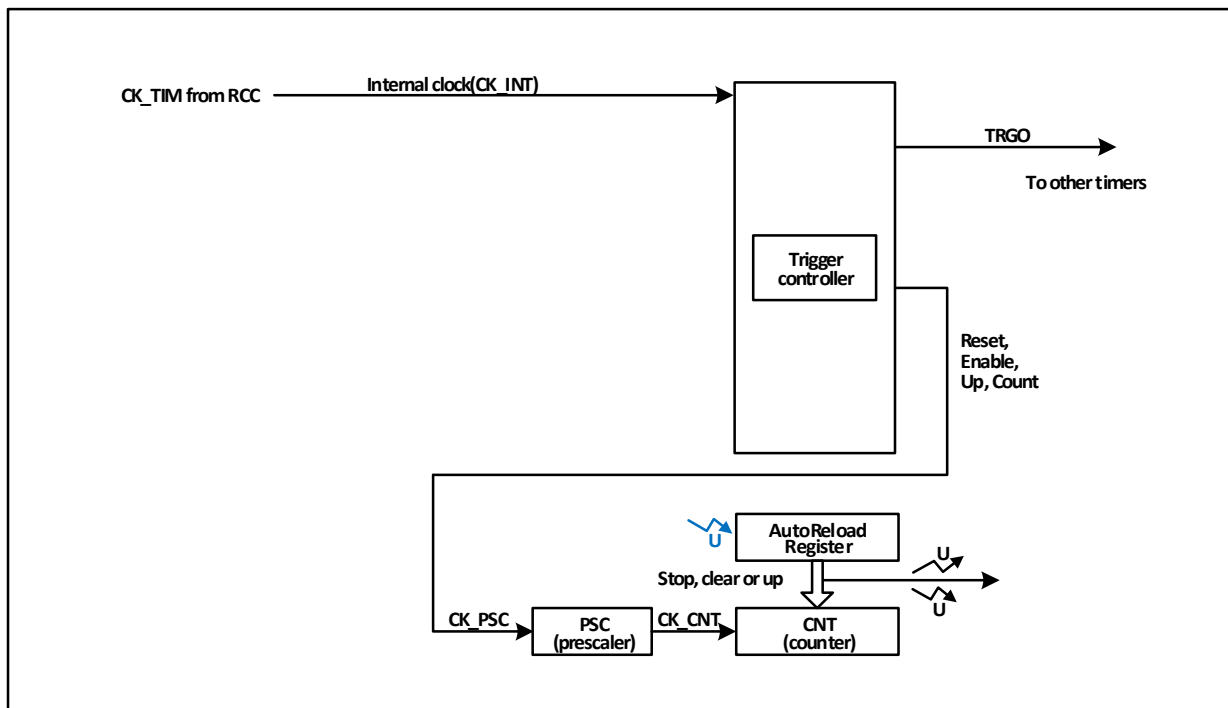 CK_TIM from RCC
Internal clock(CK_INT)
TRGO
To other timers
Trigger
controller
Reset,
Enable,
Up, Count
U
AutoReload
Register
Stop, clear or up
U
U
CK_PSC
PSC
(prescaler)
CK_CNT
CNT
(counter)